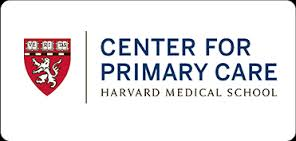 CENTER FOR
PRIMARY CARE
HARVARD MEDICAL SCHOOL